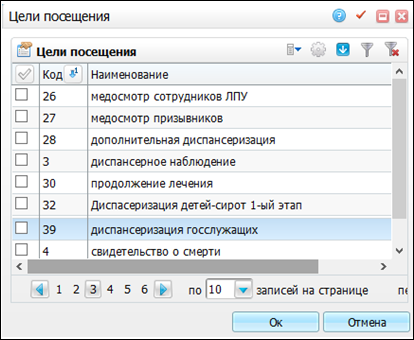 Цели посещения
Цели посещения
Код Наименование
26 медосмотр сотрудников ЛПУ
27 медосмотр призывников
28 дополнительная диспансеризация
3 диспансерное наблюдение
30 продолжение лечения
32 Диспасеризация детей-сирот 1-ый этап
39 диспансеризация госслужащих
4 свидетельство о смерти
1 2 3 4 5 6 по 10 записей на странице пе
Ок Отмена